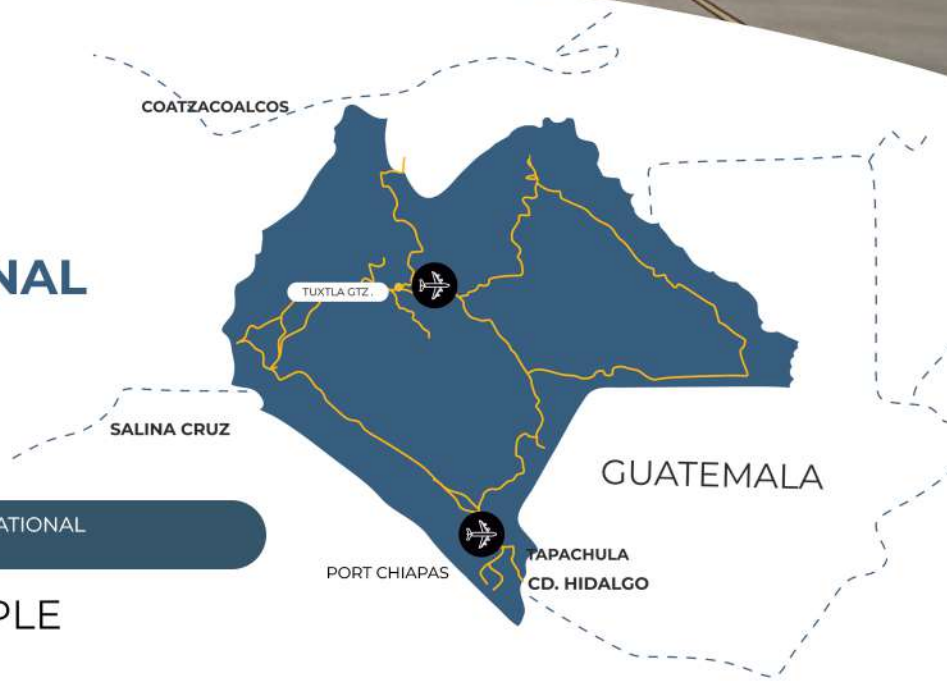 COATZACOALCOS
NAL
TUXTLA GTZ.
SALINA CRUZ
GUATEMALA
ATIONAL
TAPACHULA
PORT CHIAPAS
CD. HIDALGO
PLE